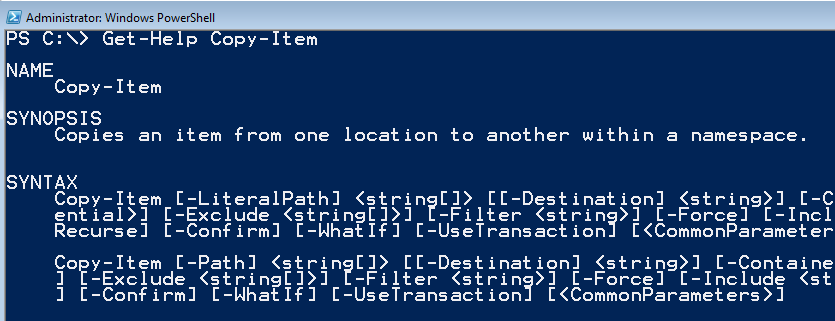 Administrator: Windows PowerShell
PS C:\> Get-Help Copy-Item
NAME
Copy-Item
SYNOPSIS
Copies an item from one location to another within a namespace.
SYNTAX
Copy-Item [-LiteralPath] <string[]> [[-Destination] <string>] [-C
ential>] [-Exclude <string[]>] [-Filter <string>] [-Force] [-Incl
Recurse] [-Confirm] [-WhatIf] [-UseTransaction] [<CommonParameter
Copy-Item [-Path] <string[]> [[-Destination] <string>] [-Containe
] [-Exclude <string[]>] [-Filter <string>] [-Force] [-Include <st
] [-Confirm] [-WhatIf] [-UseTransaction] [<CommonParameters>]